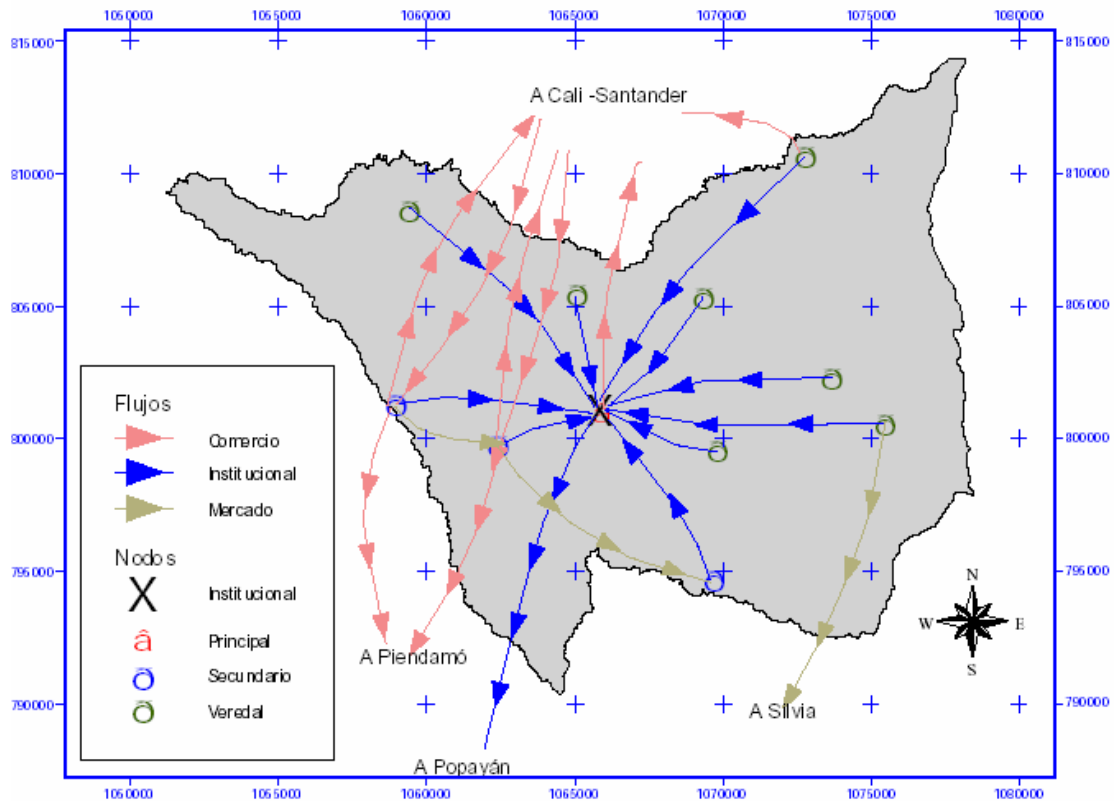 1050000 1055000 1060000 1065000 1070000 1075000 1080000
815000 815000
A Cali -Santander
810000 810000
805000 805000
Flujos
Comercio
800000 800000
Institucional
Mercado
Nodos
795000 795000
X Institucional
N
W E
S
â Principal
A Piendamó
ð Secundario
ð Veredal
790000 790000
A Silvia
A Popayán
1050000 1055000 1060000 1065000 1070000 1075000 1080000